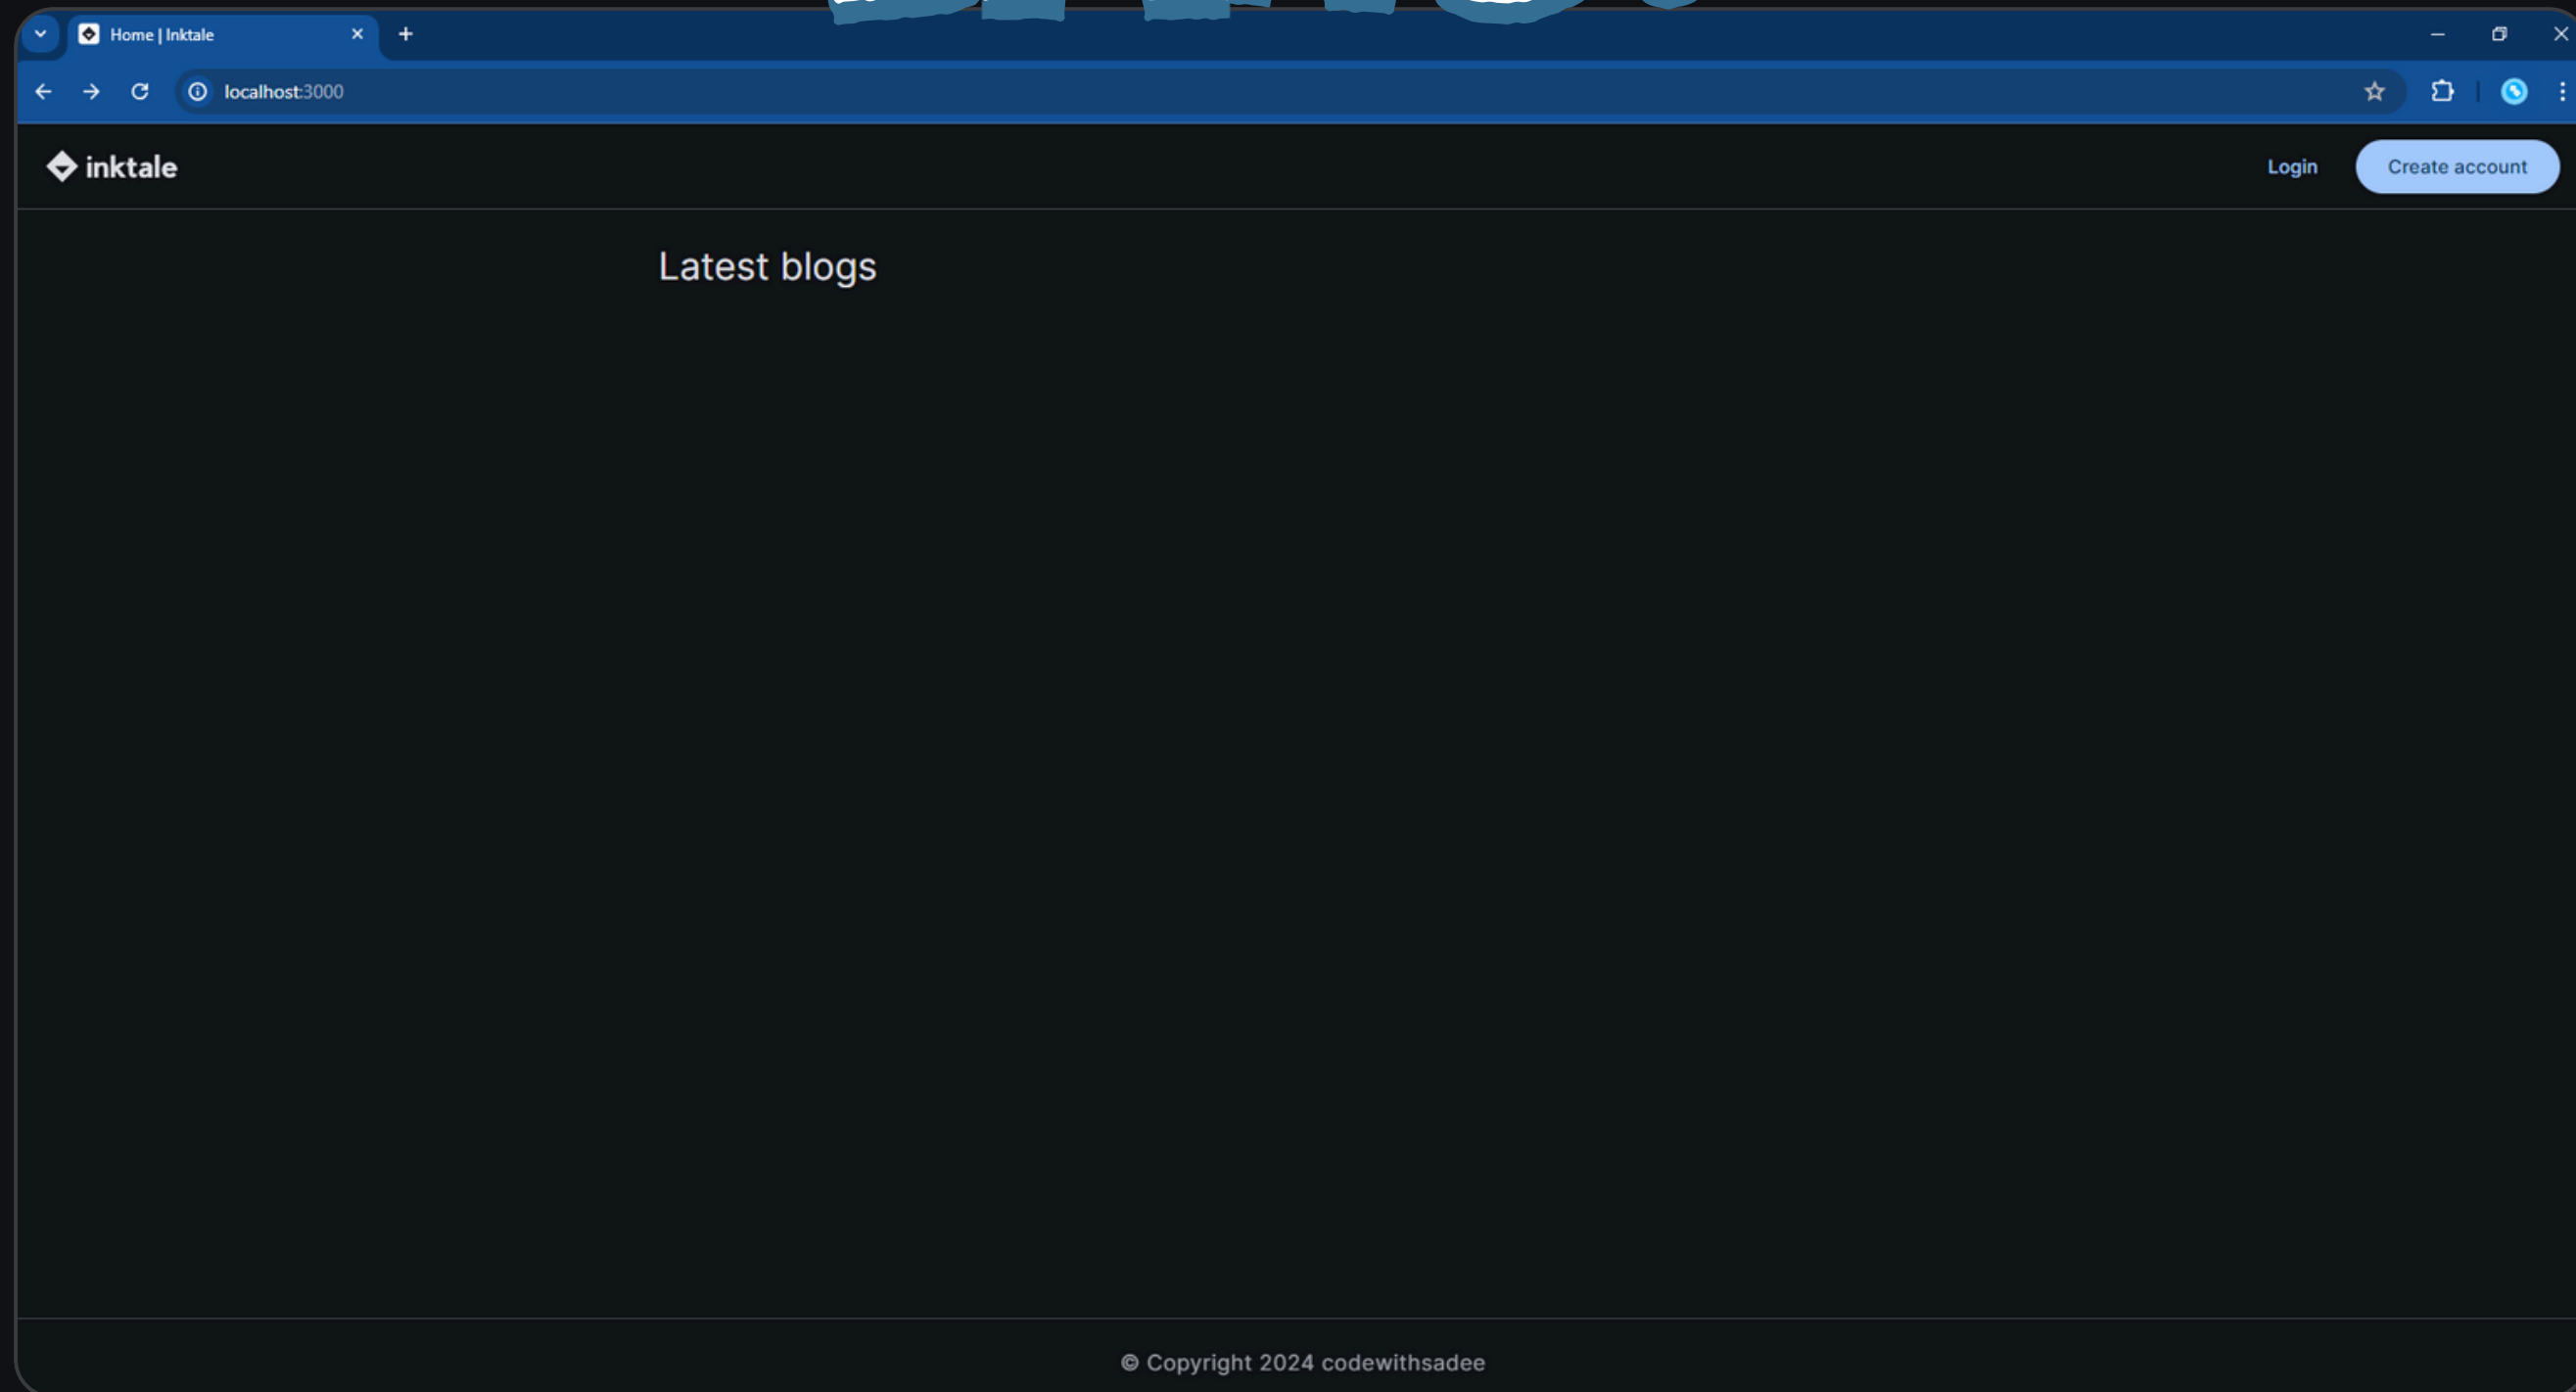 Home | Inktale
localhost:3000
inktale
Login
Create account
Latest blogs
© Copyright 2024 codewithsadee